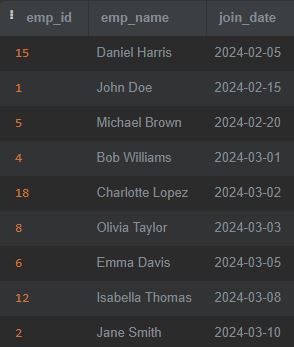 emp_id emp_name join_date
15 Daniel Harris 2024-02-05
1 John Doe 2024-02-15
5 Michael Brown 2024-02-20
4 Bob Williams 2024-03-01
18 Charlotte Lopez 2024-03-02
8 Olivia Taylor 2024-03-03
6 Emma Davis 2024-03-05
12 Isabella Thomas 2024-03-08
2 Jane Smith 2024-03-10